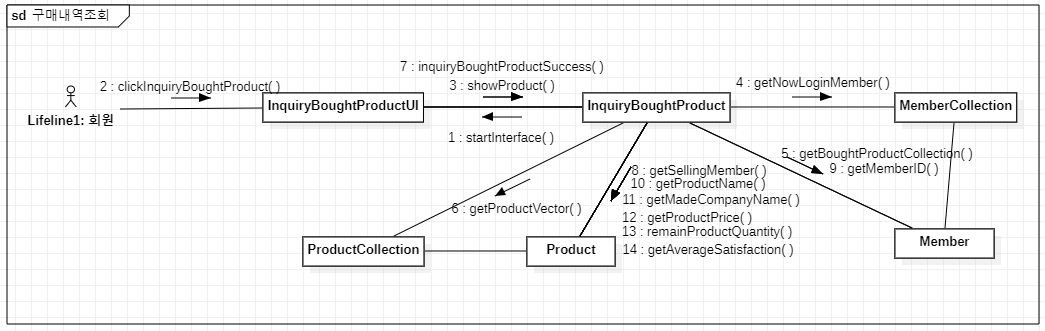 sd 구매내역조회
7 : inquiryBoughtProductSuccess( )
2 : clickInquiryBoughtProduct( )
3 : showProduct( )
4 : getNowLoginMember( )
InquiryBoughtProductUI
InquiryBoughtProduct
MemberCollection
Lifeline1: 회원
1 : startInterface( )
5 : getBoughtProductCollection( )
9 : getMemberID( )
8 : getSellingMember( )
10 : getProductName( )
11 : getMadeCompanyName( )
6 : getProductVector( )
12 : getProductPrice( )
13 : remainProductQuantity( )
14 : getAverageSatisfaction( )
ProductCollection
Product
Member